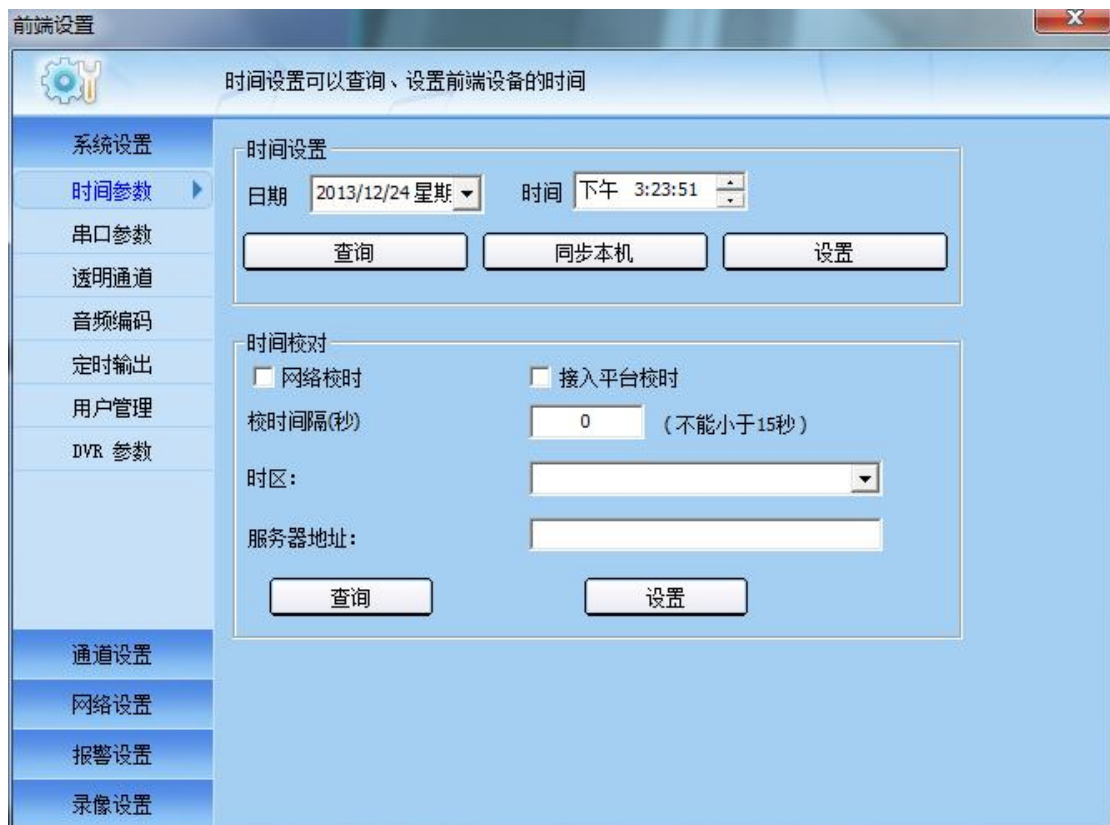 前端设置
时间设置可以查询、设置前端设备的时间
系统设置
时间参数
串口参数
透明通道
音频编码
定时输出
用户管理
DVR 参数
通道设置
网络设置
报警设置
录像设置
时间设置
日期 2013/12/24 星期 时间 下午 3:23:51
查询 同步本机 设置
时间校对
网络校时 接入平台校时
校时间隔(秒) 0 (不能小于15秒)
时区:
服务器地址:
查询 设置